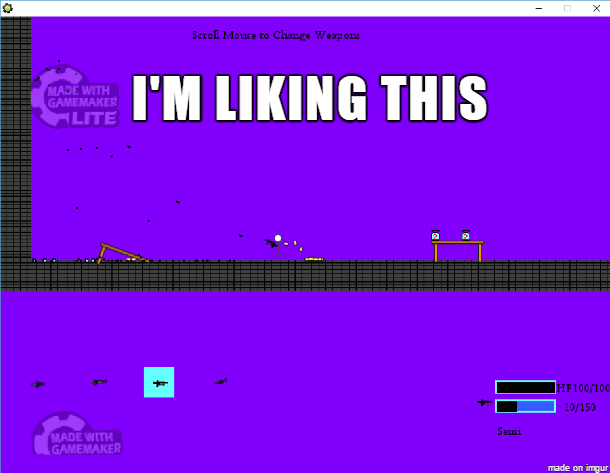 Scroll Mouse to Change Weapons
MADE WITH
GAMEMAKER
LITE
I'M LIKING THIS
HP100/100
10/150
Semi
MADE WITH
GAMEMAKER
made on imgur